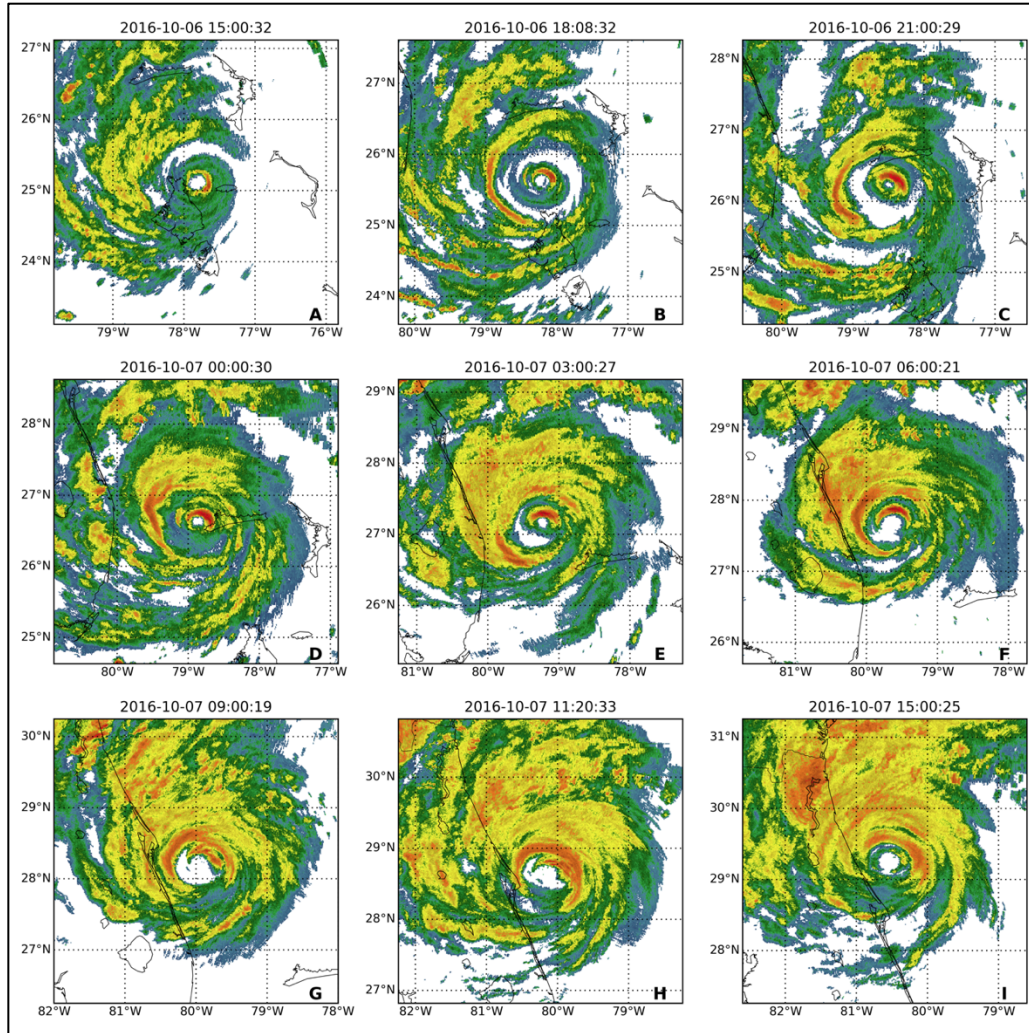 2016-10-06 15:00:32
2016-10-06 18:08:32
2016-10-06 21:00:29
27°N
26°N
25°N
24°N
79°W 78°W 77°W 76°W
A
27°N
26°N
25°N
24°N
80°W 79°W 78°W 77°W
B
28°N
27°N
26°N
25°N
80°W 79°W 78°W 77°W
C
2016-10-07 00:00:30
2016-10-07 03:00:27
2016-10-07 06:00:21
28°N
27°N
26°N
25°N
80°W 79°W 78°W 77°W
D
29°N
28°N
27°N
26°N
81°W 80°W 79°W 78°W
E
29°N
28°N
27°N
26°N
81°W 80°W 79°W 78°W
F
2016-10-07 09:00:19
2016-10-07 11:20:33
2016-10-07 15:00:25
30°N
29°N
28°N
27°N
82°W 81°W 80°W 79°W 78°W
G
30°N
29°N
28°N
27°N
82°W 81°W 80°W 79°W
H
31°N
30°N
29°N
28°N
82°W 81°W 80°W 79°W
I